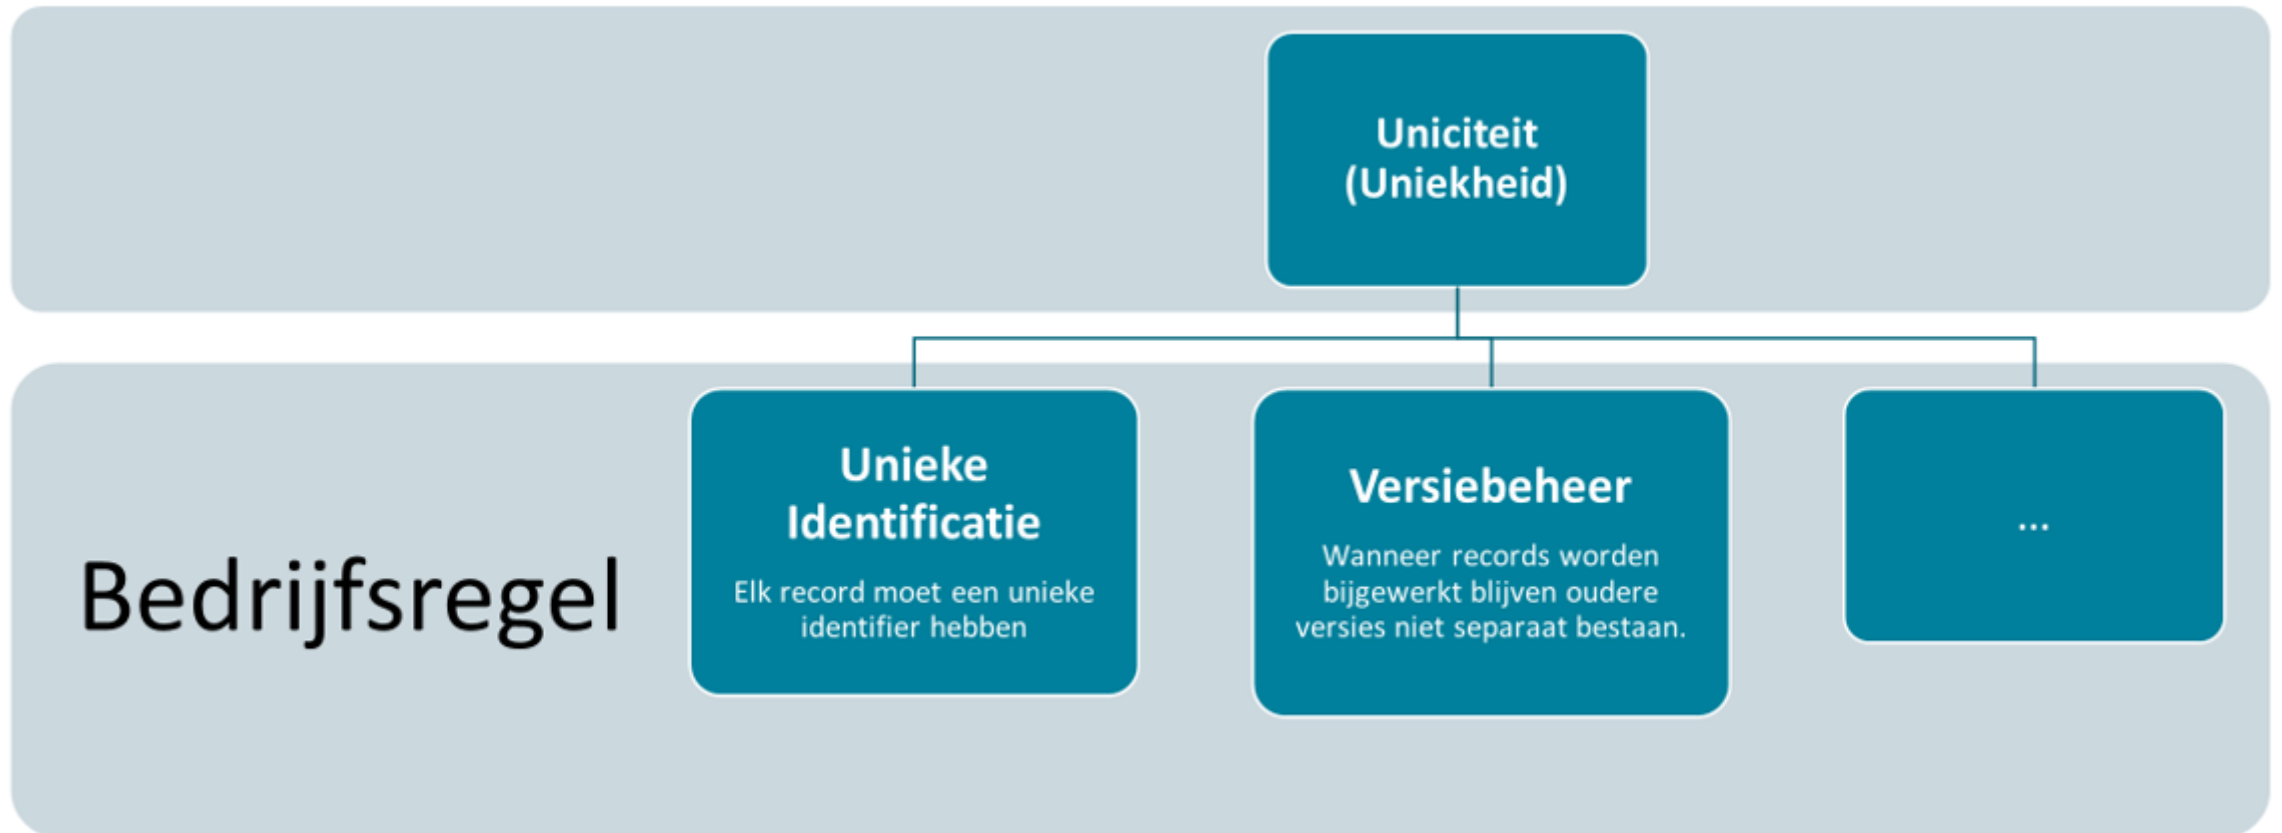 Uniciteit
(Uniekheid)
Bedrijfsregel
Unieke
Identificatie
Elk record moet een unieke
identifier hebben
Versiebeheer
Wanneer records worden
bijgewerkt blijven oudere
versies niet separaat bestaan.
...